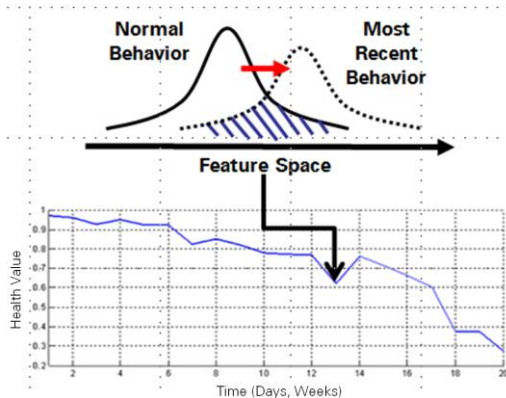 Normal
Behavior
Most
Recent
Behavior
Feature Space
Health Value
1
0.9
0.8
0.7
0.6
0.5
0.4
0.3
0.2
2 4 6 8 10 12 14 16 18 20
Time (Days, Weeks)